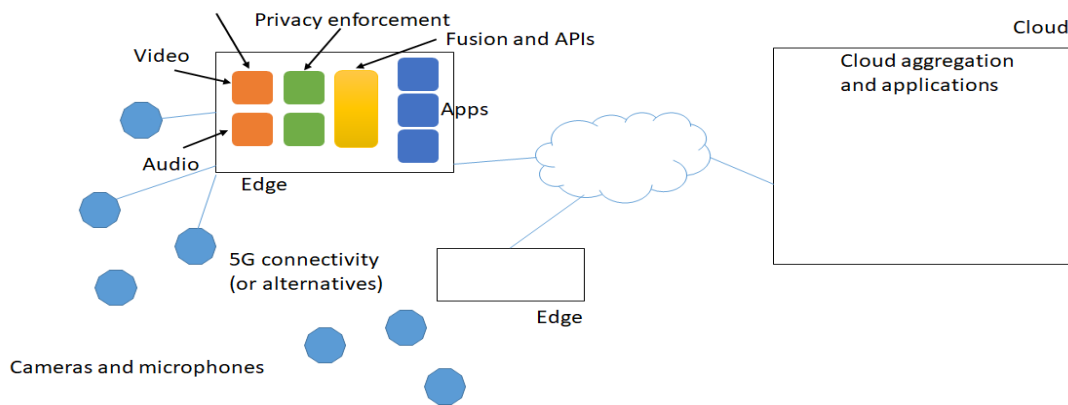 Privacy enforcement
Cloud
Video
Fusion and APIs
Cloud aggregation
and applications
Apps
Audio
Edge
5G connectivity
(or alternatives)
Edge
Cameras and microphones